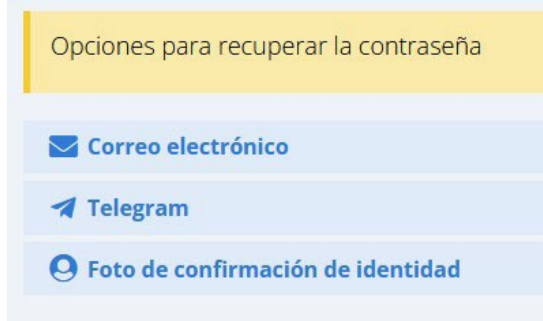 Opciones para recuperar la contraseña
Correo electrónico
Telegram
Foto de confirmación de identidad